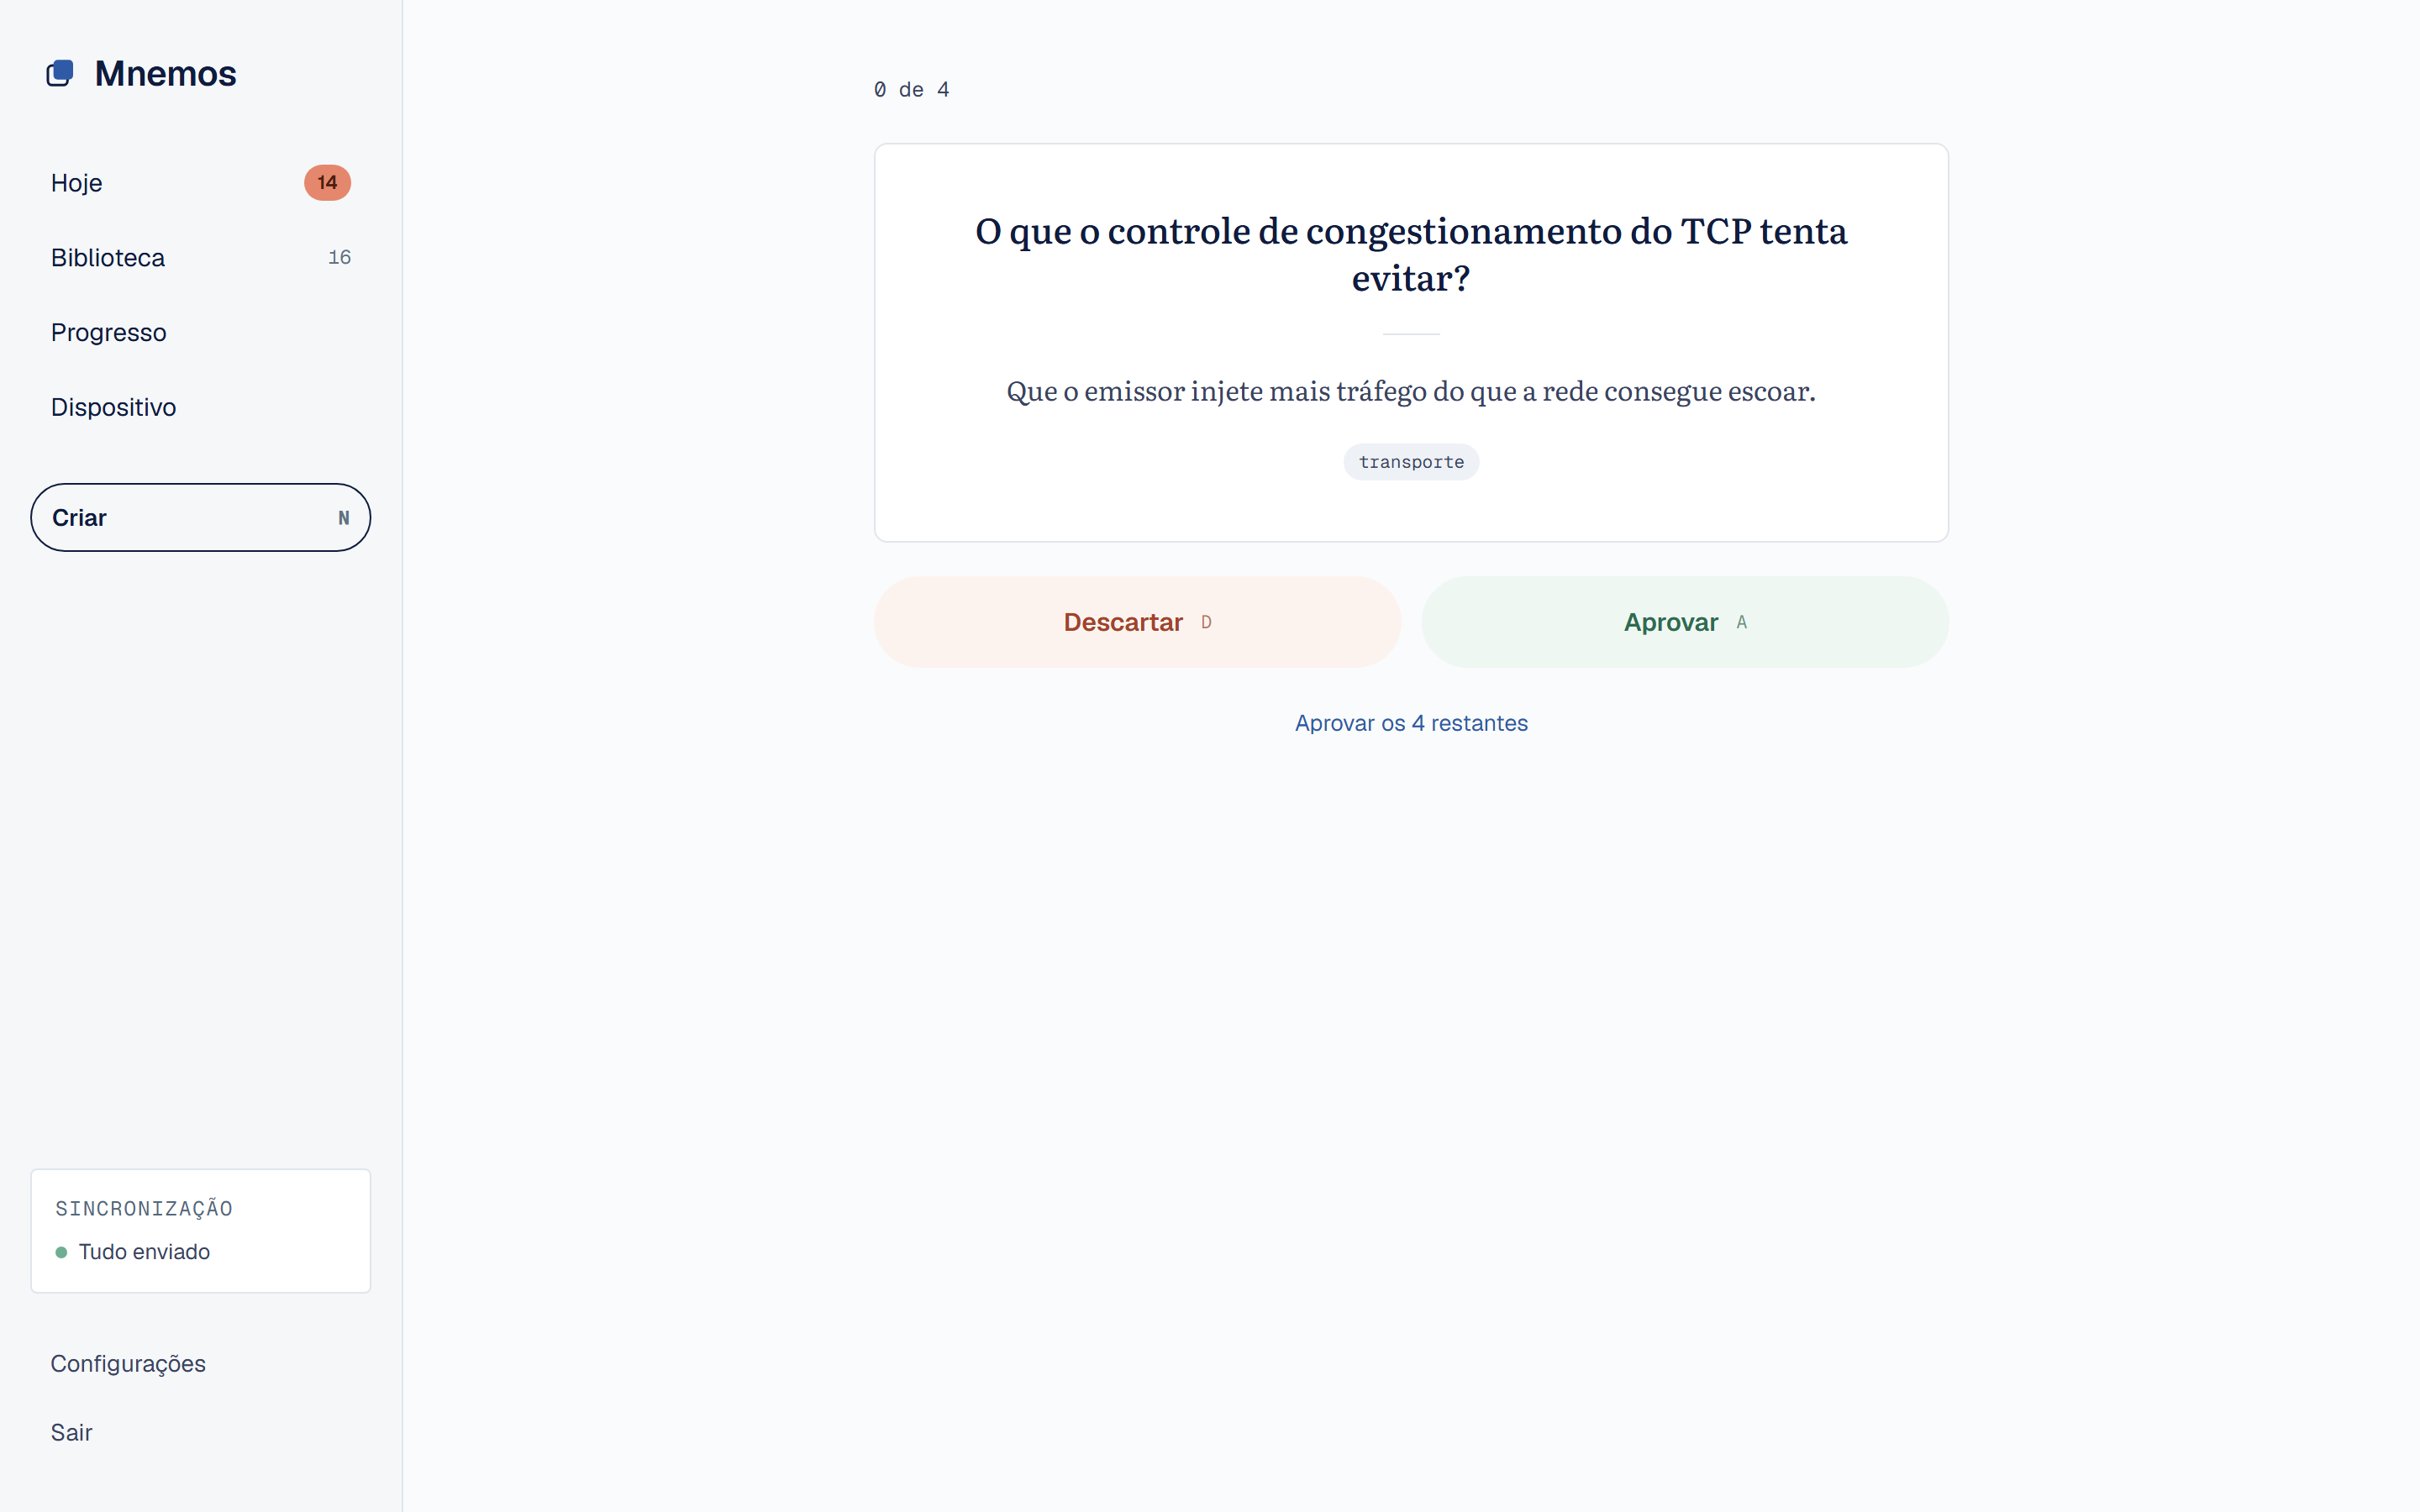 Mnemos
Hoje 14
Biblioteca 16
Progresso
Dispositivo
Criar N
SINCRONIZAÇÃO
Tudo enviado
Configurações
Sair
0 de 4
O que o controle de congestionamento do TCP tenta
evitar?
Que o emissor injete mais tráfego do que a rede consegue escoar.
transporte
Descartar D
Aprovar A
Aprovar os 4 restantes